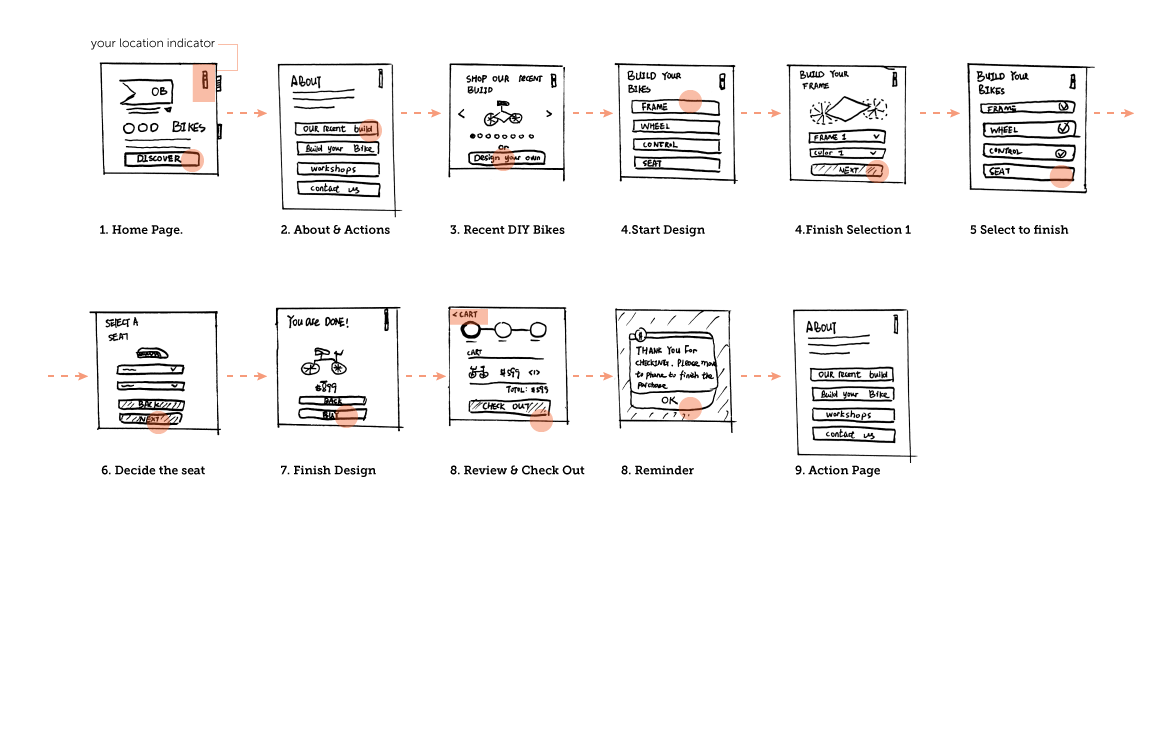 your location indicator
OB
OOO BIKES
DISCOVER
1. Home Page.
ABOUT
OUR recent build
Build your Bike
workshops
contact us
2. About & Actions
SHOP OUR RECENT
BUILD
< >
or
Design your own
3. Recent DIY Bikes
BUILD YOUR
BIKES
FRAME
WHEEL
CONTROL
SEAT
4.Start Design
BUILD YOUR
FRAME
FRAME 1
color 1
NEXT
4.Finish Selection 1
BUILD YOUR
BIKES
FRAME
WHEEL
CONTROL
SEAT
5 Select to finish
SELECT A
SEAT
BACK
NEXT
6. Decide the seat
You are DONE!
$899
BACK
BUY
7. Finish Design
< CART
CART
$599 <1>
TOTAL: $599
CHECK OUT
8. Review & Check Out
THANK YOU FOR
CHECKING. PLEASE move
to phone to finish the
purchase
OK
8. Reminder
ABOUT
OUR recent build
Build your Bike
workshops
contact us
9. Action Page